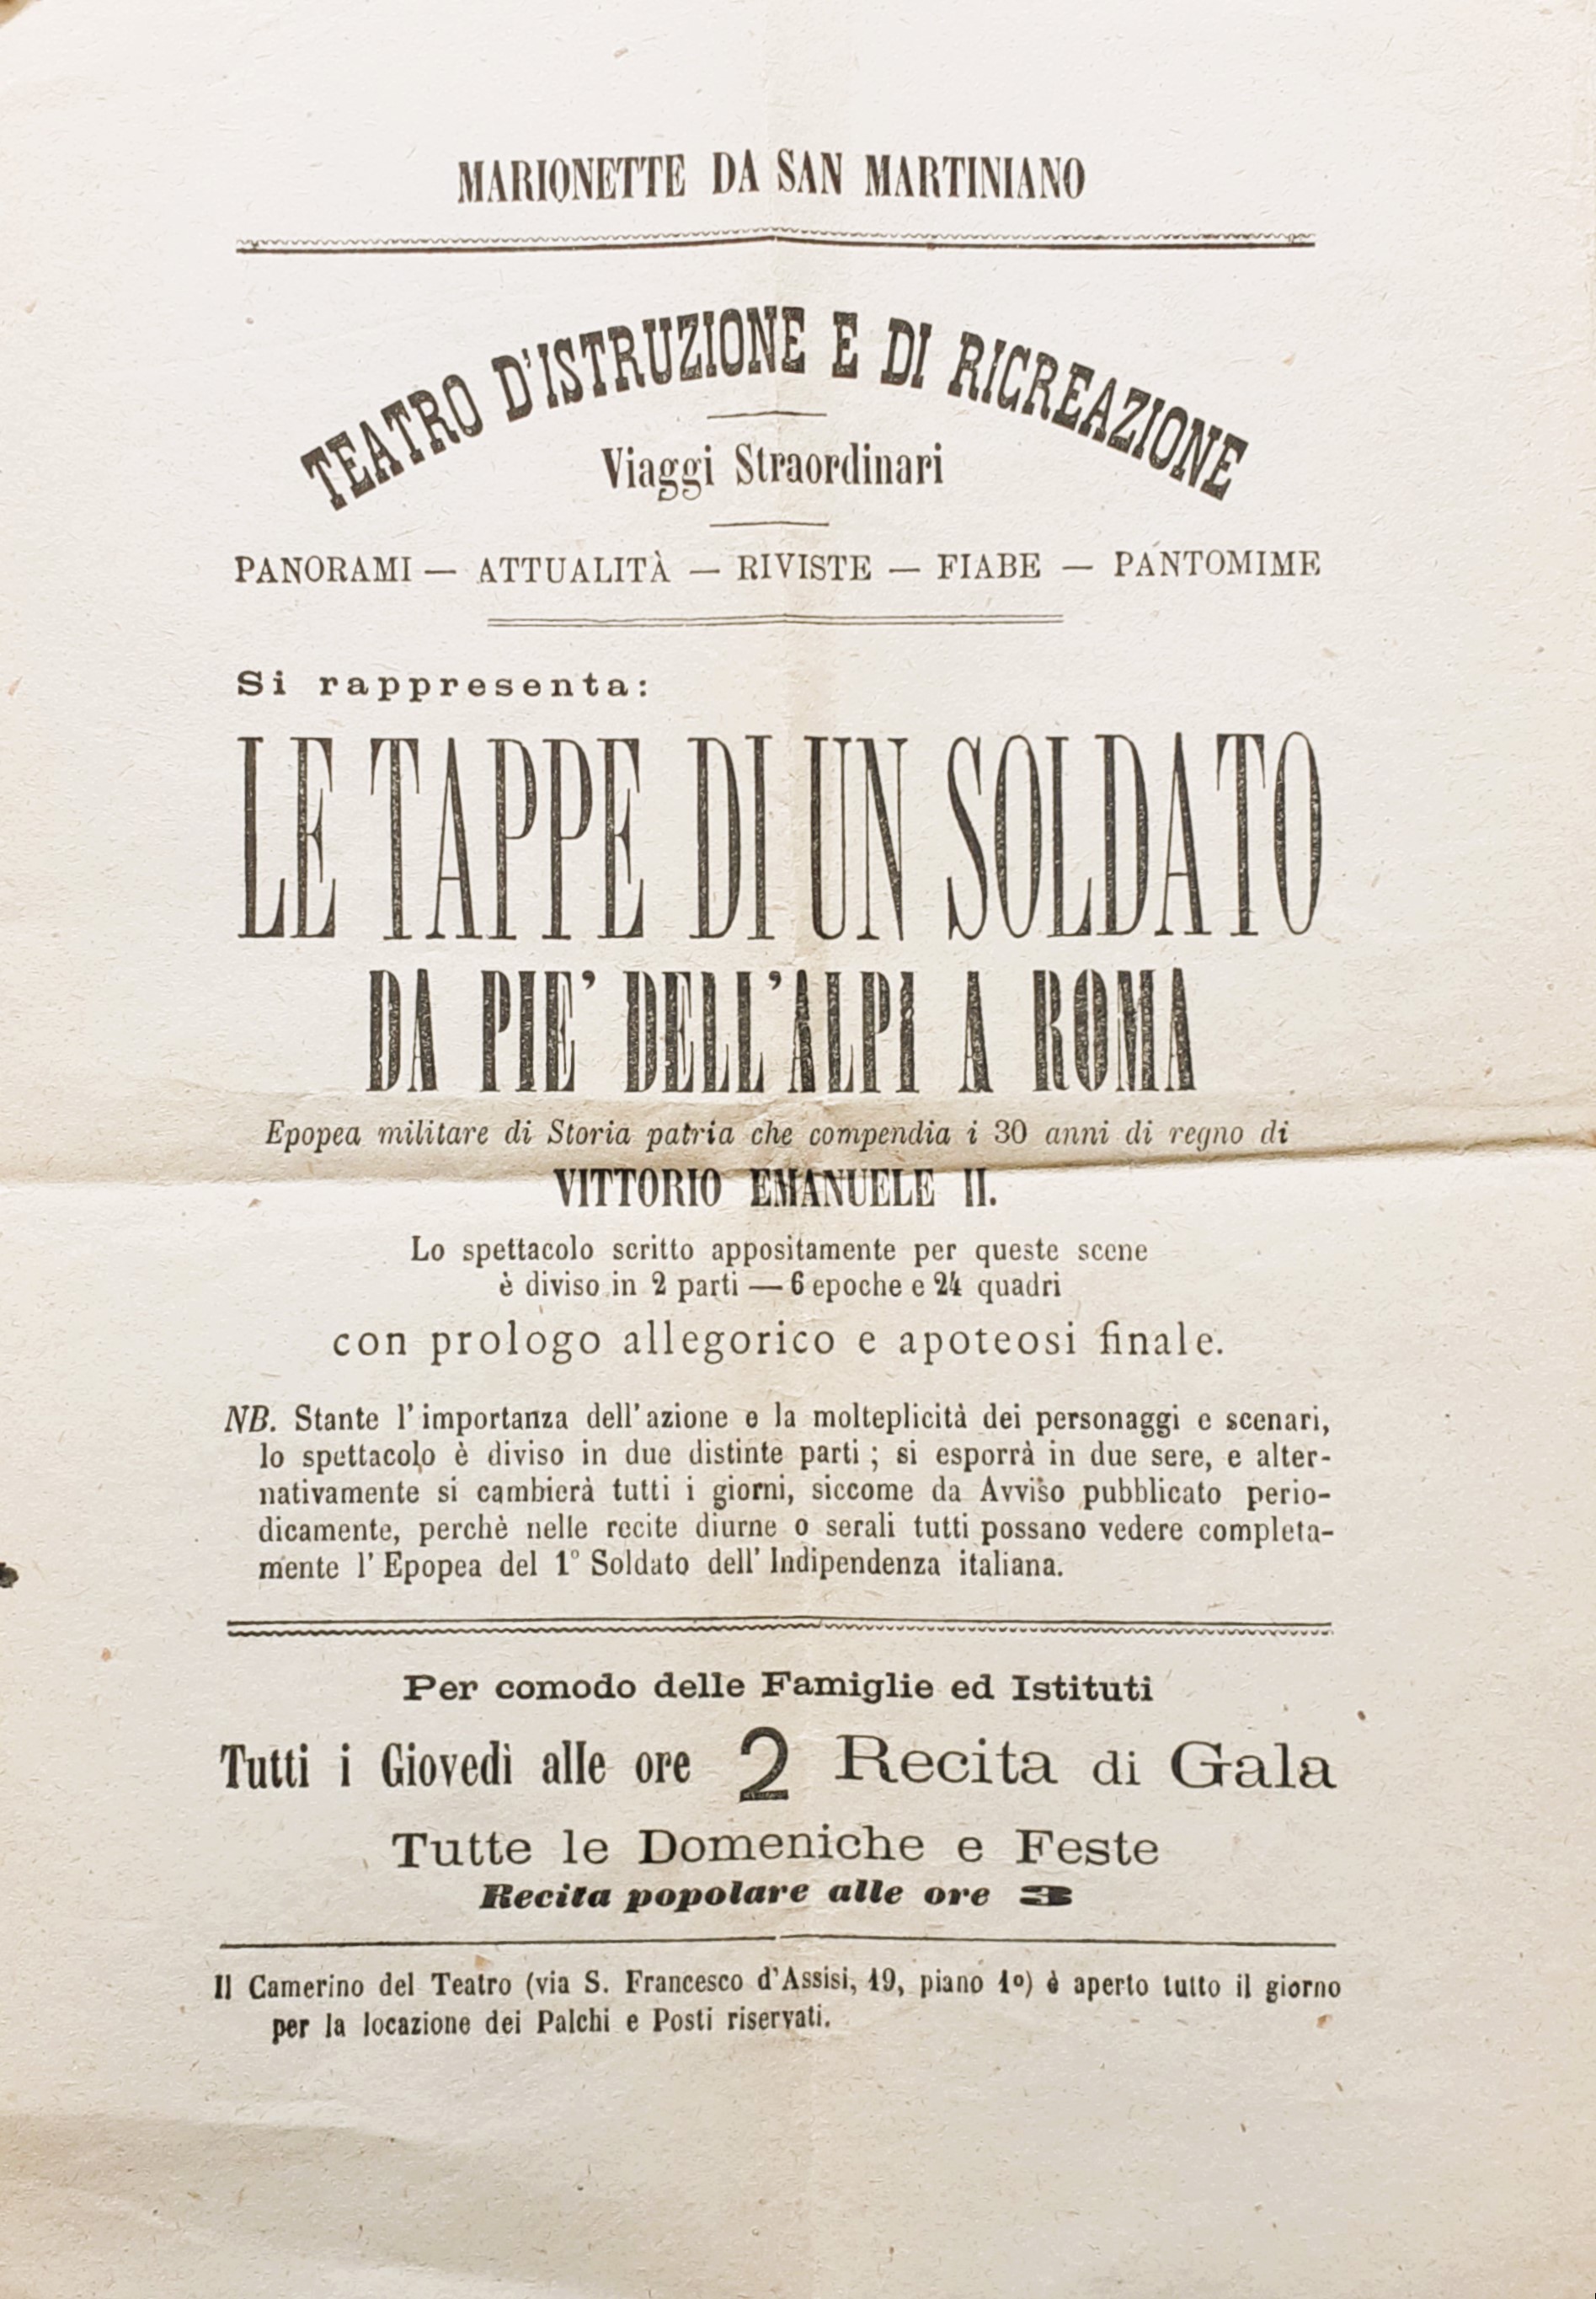 MARIONETTE DA SAN MARTINIANO
TEATRO D'ISTRUZIONE E DI RICREAZIONE
Viaggi Straordinari
PANORAMI — ATTUALITÀ — RIVISTE — FIABE — PANTOMIME
Si rappresenta:
LE TAPPE DI UN SOLDATO
DA PIE' DELL'ALPI A ROMA
Epopea militare di Storia patria che compendia i 30 anni di regno di
VITTORIO EMANUELE II.
Lo spettacolo scritto appositamente per queste scene
è diviso in 2 parti — 6 epoche e 24 quadri
con prologo allegorico e apoteosi finale.
NB. Stante l'importanza dell'azione e la molteplicità dei personaggi e scenari,
lo spettacolo è diviso in due distinte parti; si esporrà in due sere, e alter-
nativamente si cambierà tutti i giorni, siccome da Avviso pubblicato perio-
dicamente, perchè nelle recite diurne o serali tutti possano vedere completa-
mente l'Epopea del 1° Soldato dell'Indipendenza italiana.
Per comodo delle Famiglie ed Istituti
Tutti i Giovedì alle ore 2 Recita di Gala
Tutte le Domeniche e Feste
Recita popolare alle ore 3
Il Camerino del Teatro (via S. Francesco d'Assisi, 19, piano 1º) è aperto tutto il giorno
per la locazione dei Palchi e Posti riservati.